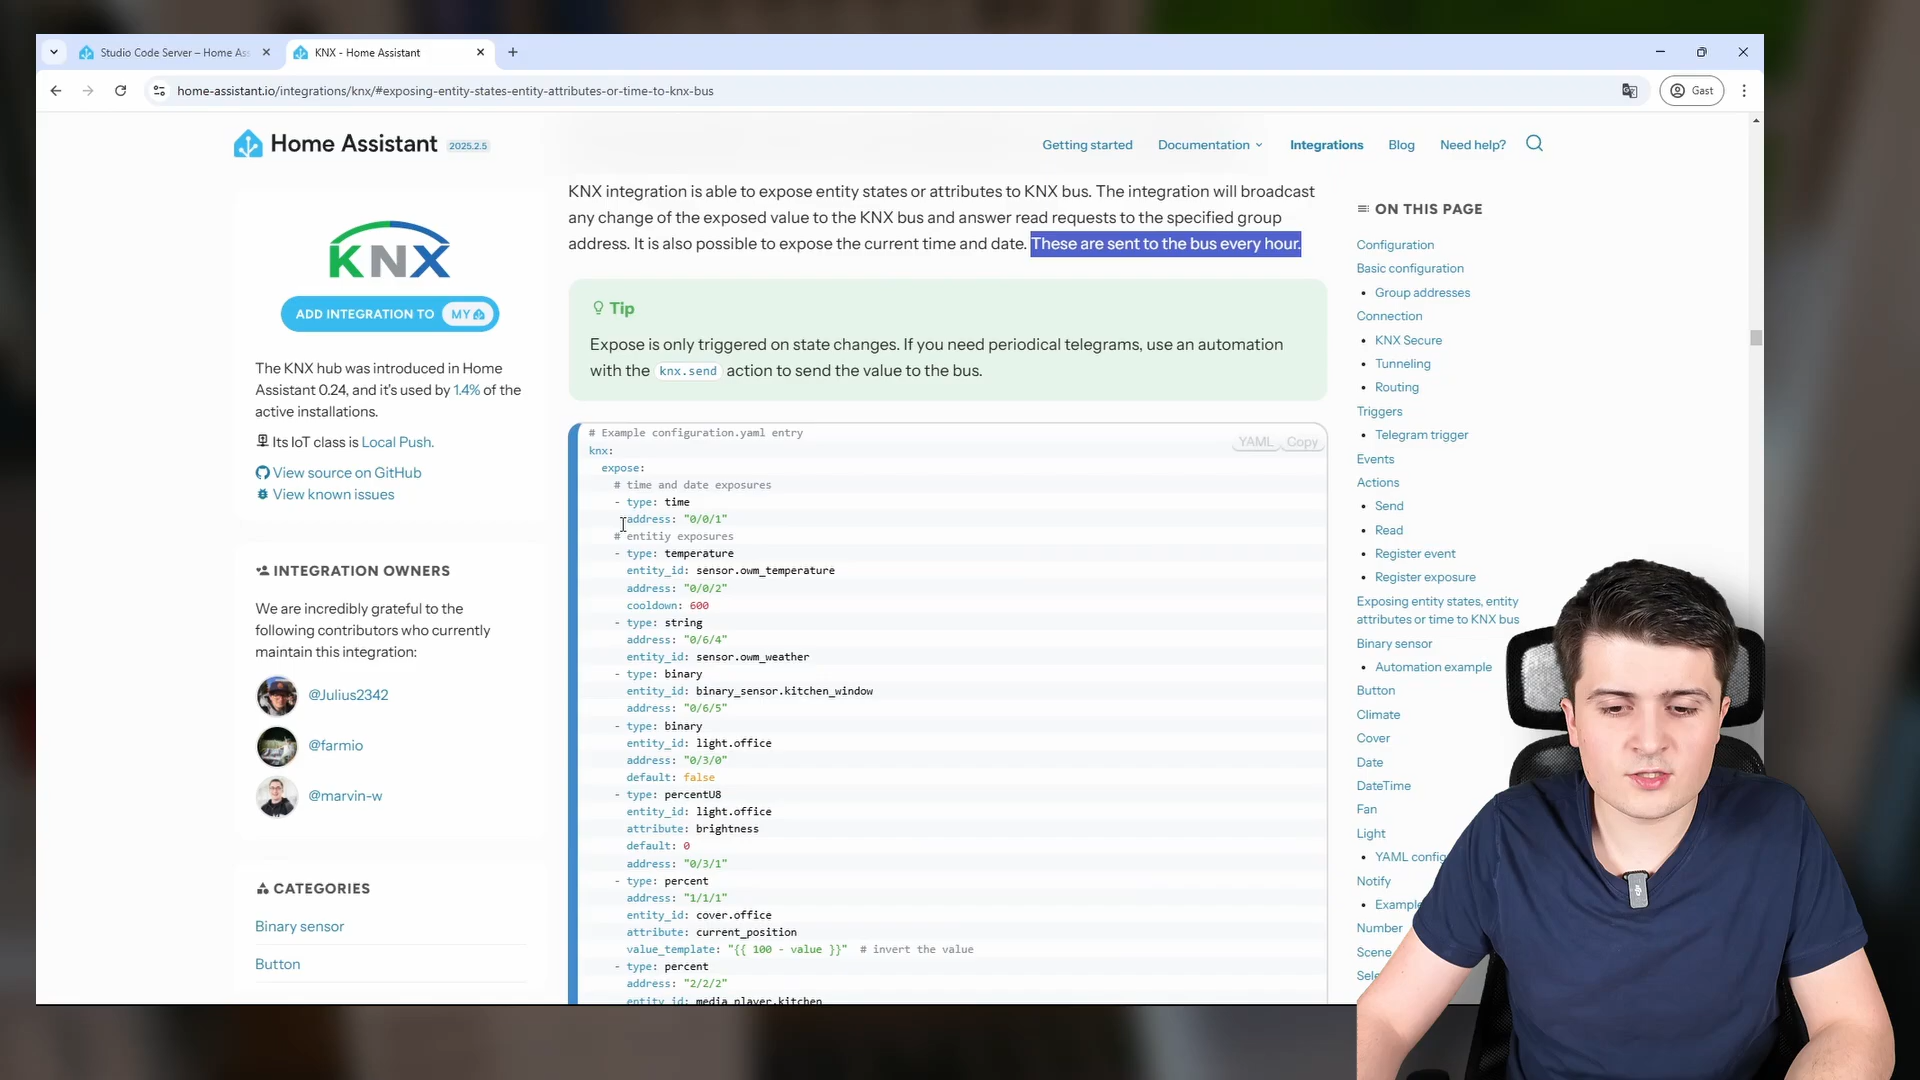 Studio Code Server – Home As
KNX - Home Assistant
home-assistant.io/integrations/knx/#exposing-entity-states-entity-attributes-or-time-to-knx-bus
Gast
Home Assistant 2025.2.5
Getting started
Documentation
Integrations
Blog
Need help?
KNX
ADD INTEGRATION TO MY
The KNX hub was introduced in Home
Assistant 0.24, and it's used by 1.4% of the
active installations.
Its IoT class is Local Push.
View source on GitHub
View known issues
INTEGRATION OWNERS
We are incredibly grateful to the
following contributors who currently
maintain this integration:
@Julius2342
@farmio
@marvin-w
CATEGORIES
Binary sensor
Button
KNX integration is able to expose entity states or attributes to KNX bus. The integration will broadcast
any change of the exposed value to the KNX bus and answer read requests to the specified group
address. It is also possible to expose the current time and date. These are sent to the bus every hour.
Tip
Expose is only triggered on state changes. If you need periodical telegrams, use an automation
with the knx.send action to send the value to the bus.
YAML Copy
# Example configuration.yaml entry
knx:
expose:
# time and date exposures
- type: time
address: "0/0/1"
# entitiy exposures
- type: temperature
entity_id: sensor.owm_temperature
address: "0/0/2"
cooldown: 600
- type: string
address: "0/6/4"
entity_id: sensor.owm_weather
- type: binary
entity_id: binary_sensor.kitchen_window
address: "0/6/5"
- type: binary
entity_id: light.office
address: "0/3/0"
default: false
- type: percentU8
entity_id: light.office
attribute: brightness
default: 0
address: "0/3/1"
- type: percent
address: "1/1/1"
entity_id: cover.office
attribute: current_position
value_template: "{{ 100 - value }}" # invert the value
- type: percent
address: "2/2/2"
entity_id: media_player.kitchen
ON THIS PAGE
Configuration
Basic configuration
• Group addresses
Connection
• KNX Secure
• Tunneling
• Routing
Triggers
• Telegram trigger
Events
Actions
• Send
• Read
• Register event
• Register exposure
Exposing entity states, entity
attributes or time to KNX bus
Binary sensor
• Automation example
Button
Climate
Cover
Date
DateTime
Fan
Light
• YAML config
Notify
• Example
Number
Scene
Sele